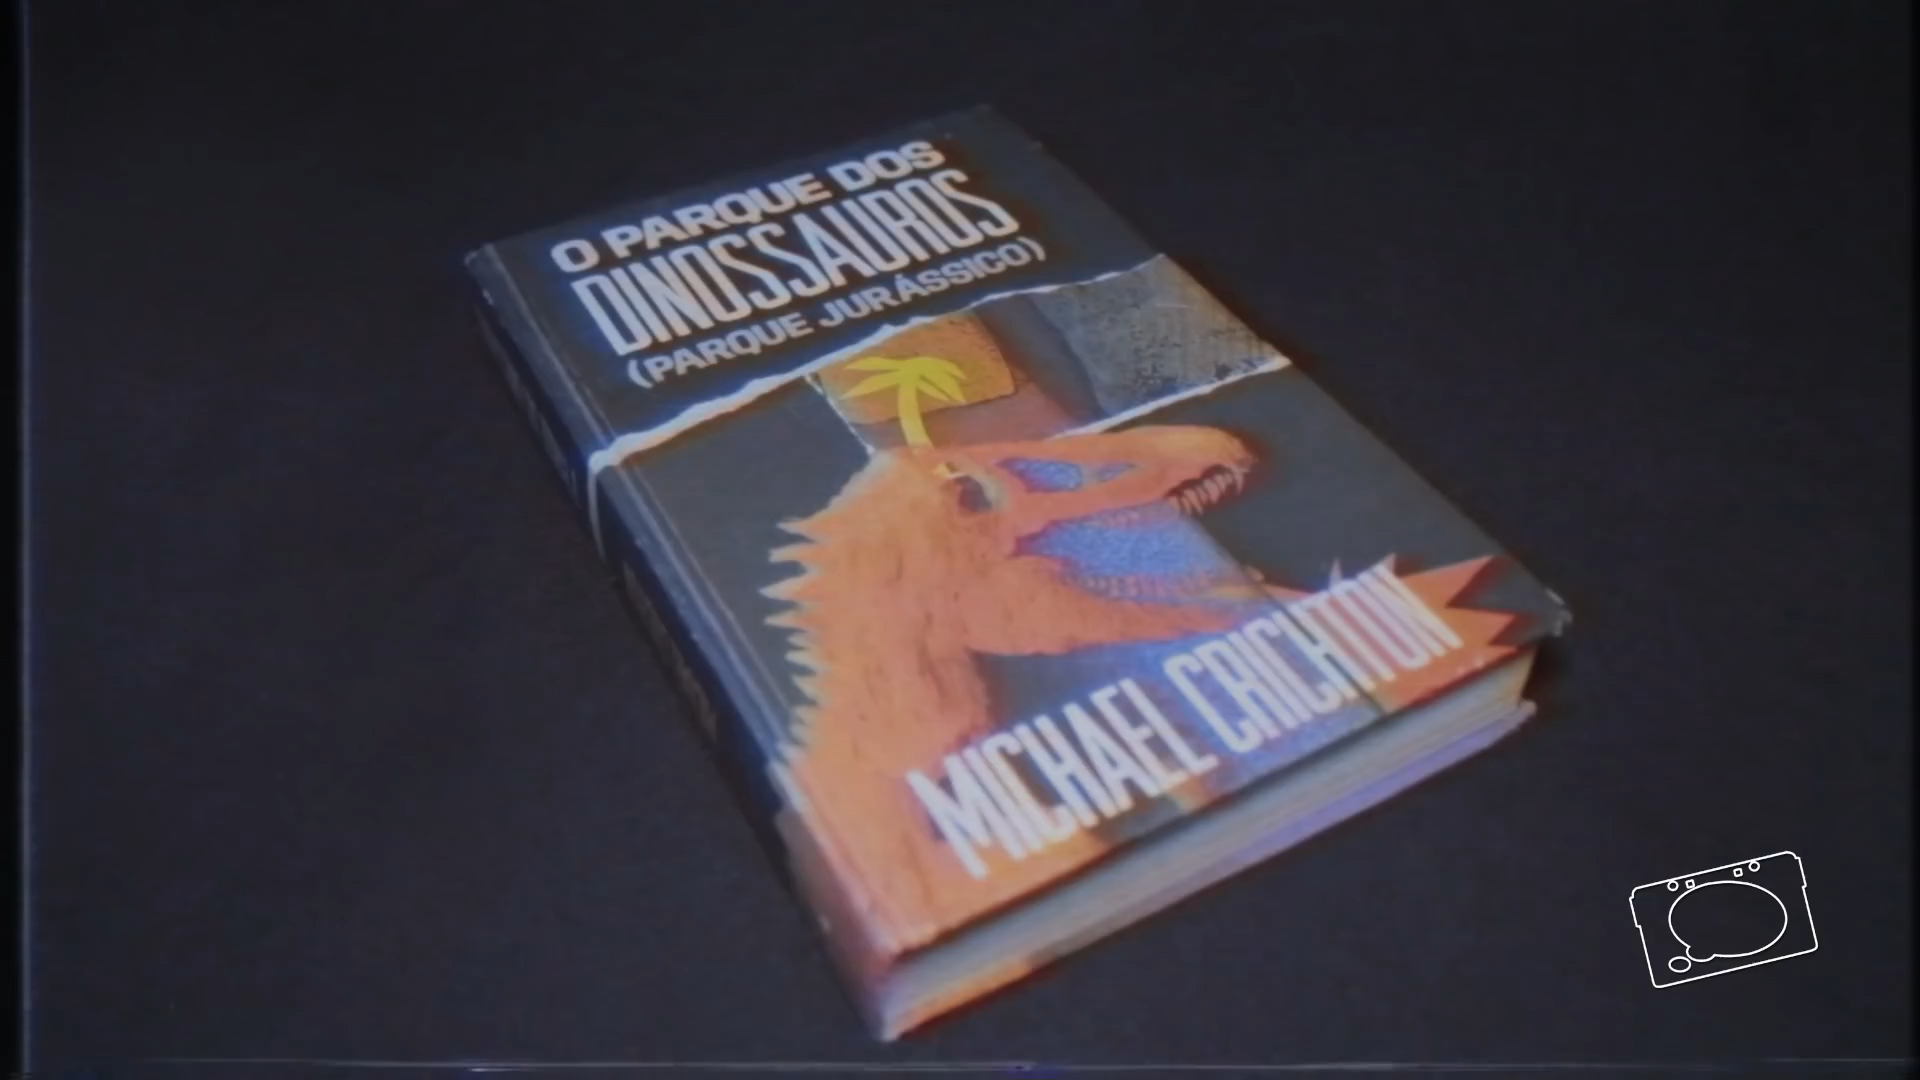 O PARQUE DOS
DINOSSAUROS
(PARQUE JURÁSSICO)
MICHAEL CRICHTON